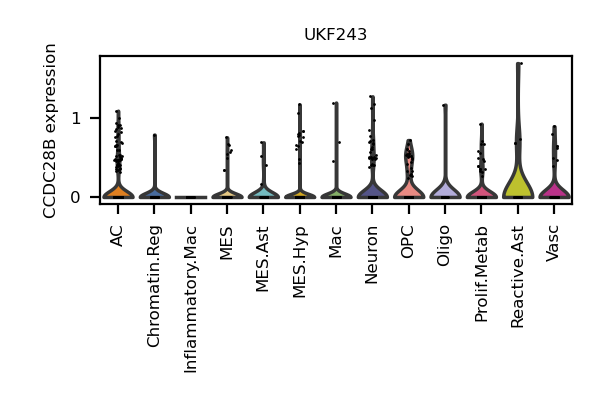 UKF243
CCDC28B expression
1
0
AC
Chromatin.Reg
Inflammatory.Mac
MES
MES.Ast
MES.Hyp
Mac
Neuron
OPC
Oligo
Prolif.Metab
Reactive.Ast
Vasc